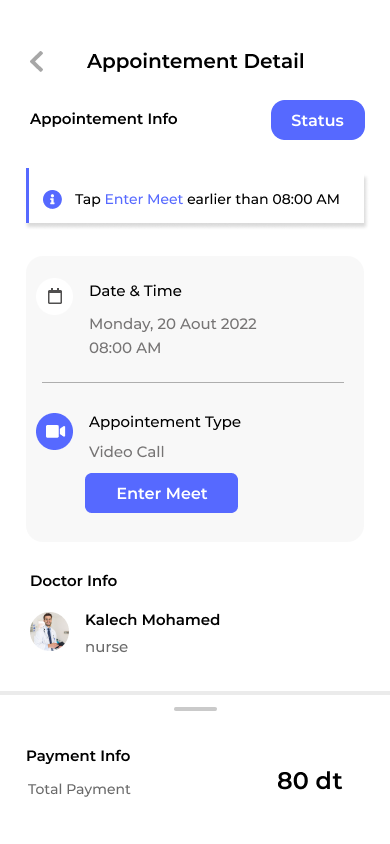 Appointement Detail
Appointement Info
Status
Tap Enter Meet earlier than 08:00 AM
Date & Time
Monday, 20 Aout 2022
08:00 AM
Appointement Type
Video Call
Enter Meet
Doctor Info
Kalech Mohamed
nurse
Payment Info
Total Payment
80 dt